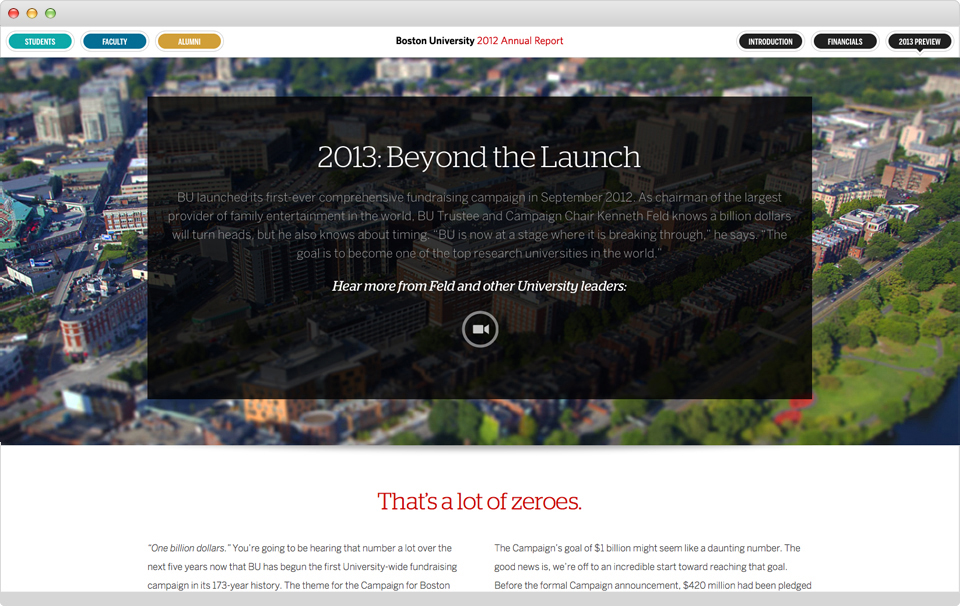 STUDENTS
FACULTY
ALUMNI
Boston University 2012 Annual Report
INTRODUCTION
FINANCIALS
2013 PREVIEW
2013: Beyond the Launch
BU launched its first-ever comprehensive fundraising campaign in September 2012. As chairman of the largest
provider of family entertainment in the world, BU Trustee and Campaign Chair Kenneth Feld knows a billion dollars
will turn heads, but he also knows about timing. “BU is now at a stage where it is breaking through,” he says. “The
goal is to become one of the top research universities in the world.”
Hear more from Feld and other University leaders:
That’s a lot of zeroes.
“One billion dollars.” You’re going to be hearing that number a lot over the
next five years now that BU has begun the first University-wide fundraising
campaign in its 173-year history. The theme for the Campaign for Boston
The Campaign’s goal of $1 billion might seem like a daunting number. The
good news is, we’re off to an incredible start toward reaching that goal.
Before the formal Campaign announcement, $420 million had been pledged